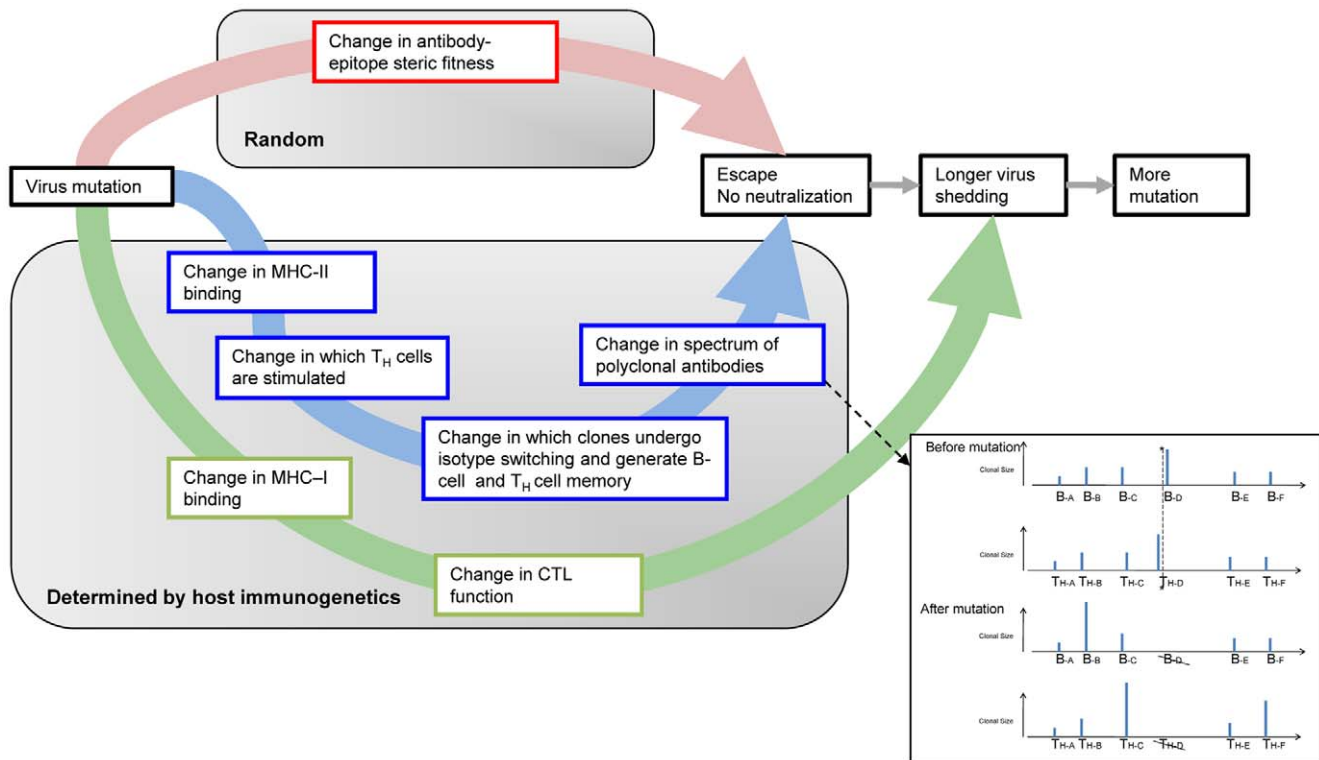 Change in antibody-
epitope steric fitness
Random
Virus mutation
Escape
No neutralization
Longer virus
shedding
More
mutation
Change in MHC-II
binding
Change in which TH cells
are stimulated
Change in spectrum of
polyclonal antibodies
Change in which clones undergo
isotype switching and generate B-
cell and TH cell memory
Change in MHC–I
binding
Change in CTL
function
Determined by host immunogenetics
Before mutation
Clonal Size
B-A B-B B-C B-D B-E B-F
Clonal Size
TH-A TH-B TH-C TH-D TH-E TH-F
After mutation
Clonal Size
B-A B-B B-C B-D B-E B-F
Clonal Size
TH-A TH-B TH-C TH-D TH-E TH-F